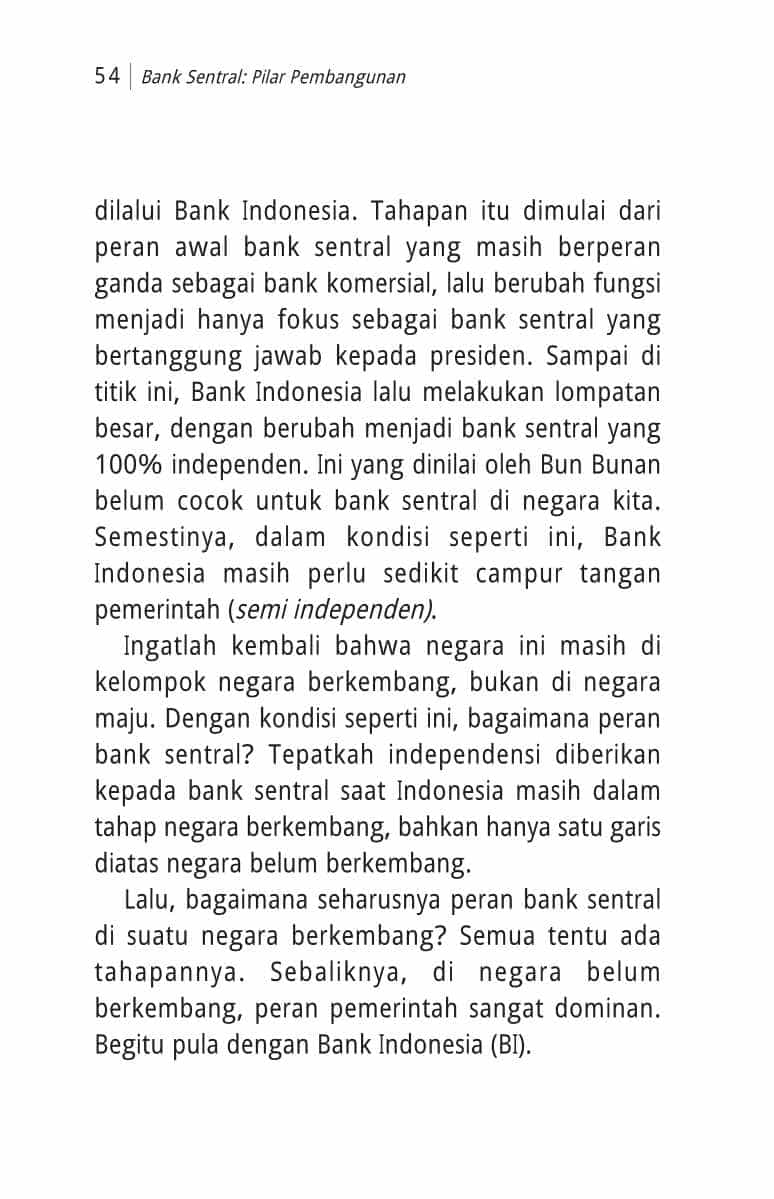 54 | Bank Sentral: Pilar Pembangunan
dilalui Bank Indonesia. Tahapan itu dimulai dari
peran awal bank sentral yang masih berperan
ganda sebagai bank komersial, lalu berubah fungsi
menjadi hanya fokus sebagai bank sentral yang
bertanggung jawab kepada presiden. Sampai di
titik ini, Bank Indonesia lalu melakukan lompatan
besar, dengan berubah menjadi bank sentral yang
100% independen. Ini yang dinilai oleh Bun Bunan
belum cocok untuk bank sentral di negara kita.
Semestinya, dalam kondisi seperti ini, Bank
Indonesia masih perlu sedikit campur tangan
pemerintah (semi independen).
Ingatlah kembali bahwa negara ini masih di
kelompok negara berkembang, bukan di negara
maju. Dengan kondisi seperti ini, bagaimana peran
bank sentral? Tepatkah independensi diberikan
kepada bank sentral saat Indonesia masih dalam
tahap negara berkembang, bahkan hanya satu garis
diatas negara belum berkembang.
Lalu, bagaimana seharusnya peran bank sentral
di suatu negara berkembang? Semua tentu ada
tahapannya. Sebaliknya, di negara belum
berkembang, peran pemerintah sangat dominan.
Begitu pula dengan Bank Indonesia (BI).